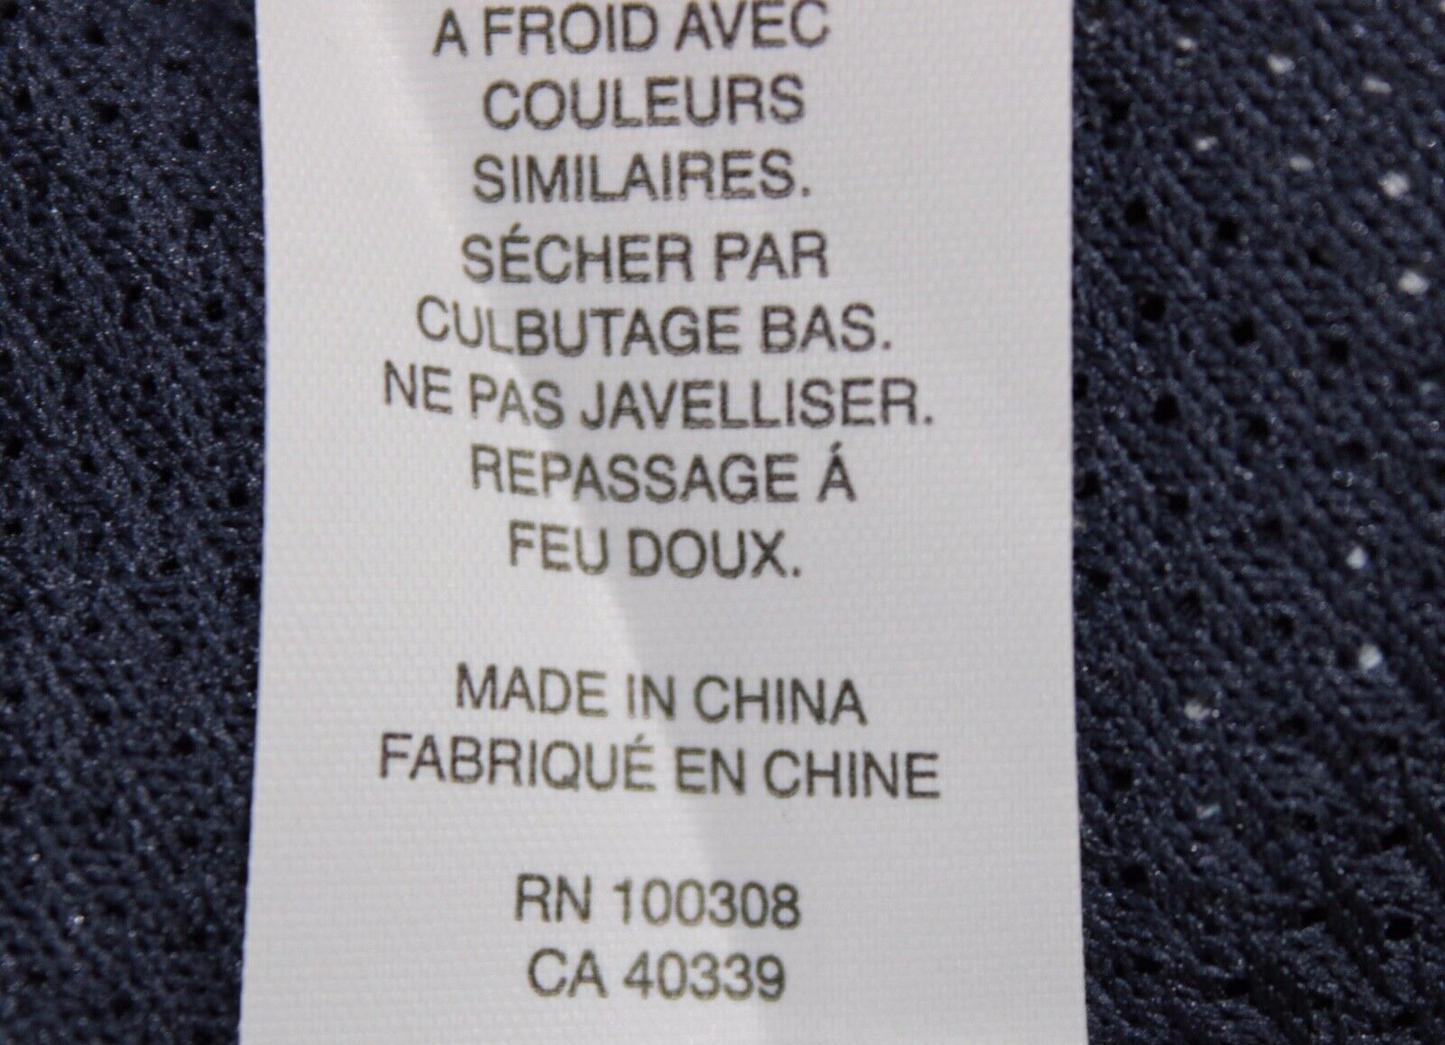 A FROID AVEC
COULEURS
SIMILAIRES.
SÉCHER PAR
CULBUTAGE BAS.
NE PAS JAVELLISER.
REPASSAGE Á
FEU DOUX.
MADE IN CHINA
FABRIQUÉ EN CHINE
RN 100308
CA 40339